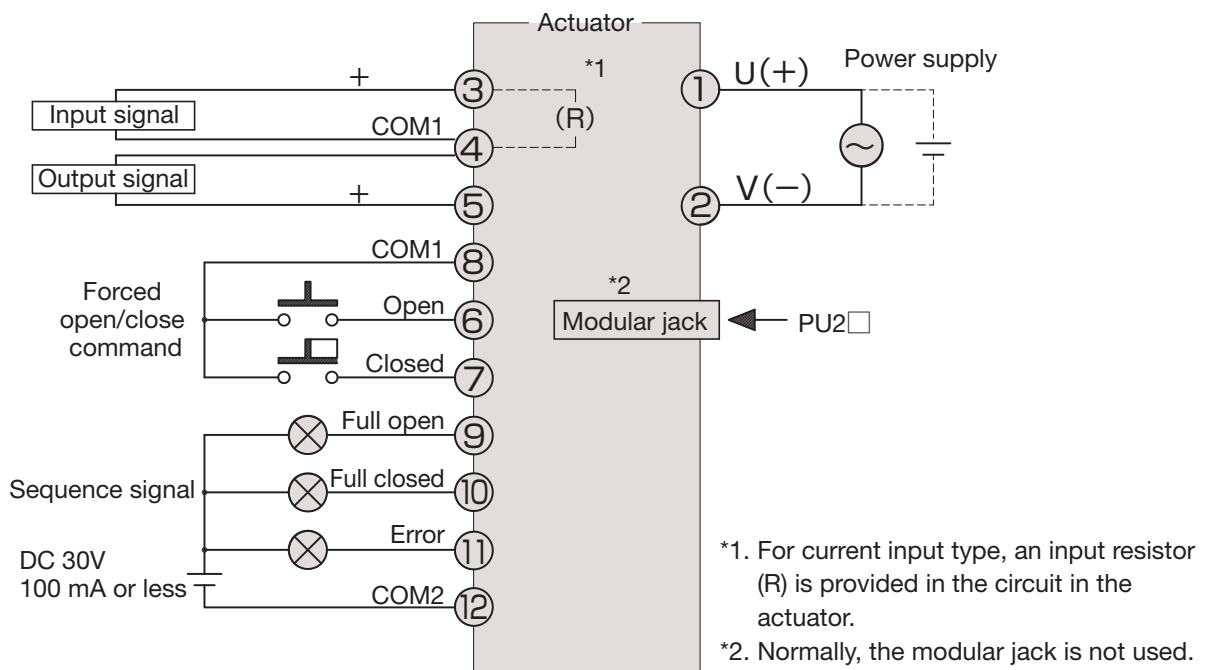 Actuator
*1
Power supply
U(+)
①
+
③
Input signal
(R)
COM1
④
Output signal
+
⑤
V(−)
②
COM1
⑧
Forced
open/close
command
Open
⑥
Closed
⑦
*2
Modular jack
PU2□
Full open
⑨
Sequence signal
Full closed
⑩
Error
⑪
DC 30V
100 mA or less
COM2
⑫
*1. For current input type, an input resistor
(R) is provided in the circuit in the
actuator.
*2. Normally, the modular jack is not used.